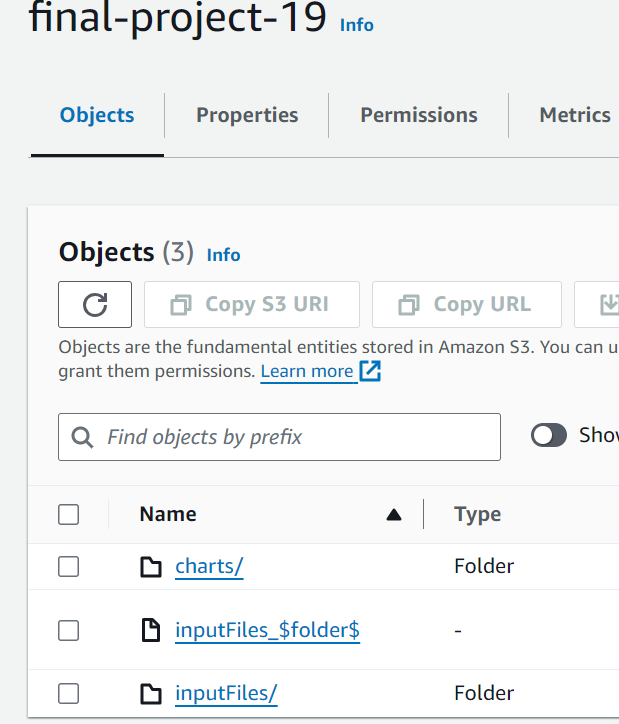 final-project-19 Info
Objects Properties Permissions Metrics
Objects (3) Info
Copy S3 URI Copy URL
Objects are the fundamental entities stored in Amazon S3. You can u
grant them permissions. Learn more
Find objects by prefix Show
Name Type
charts/ Folder
inputFiles_$folder$ -
inputFiles/ Folder